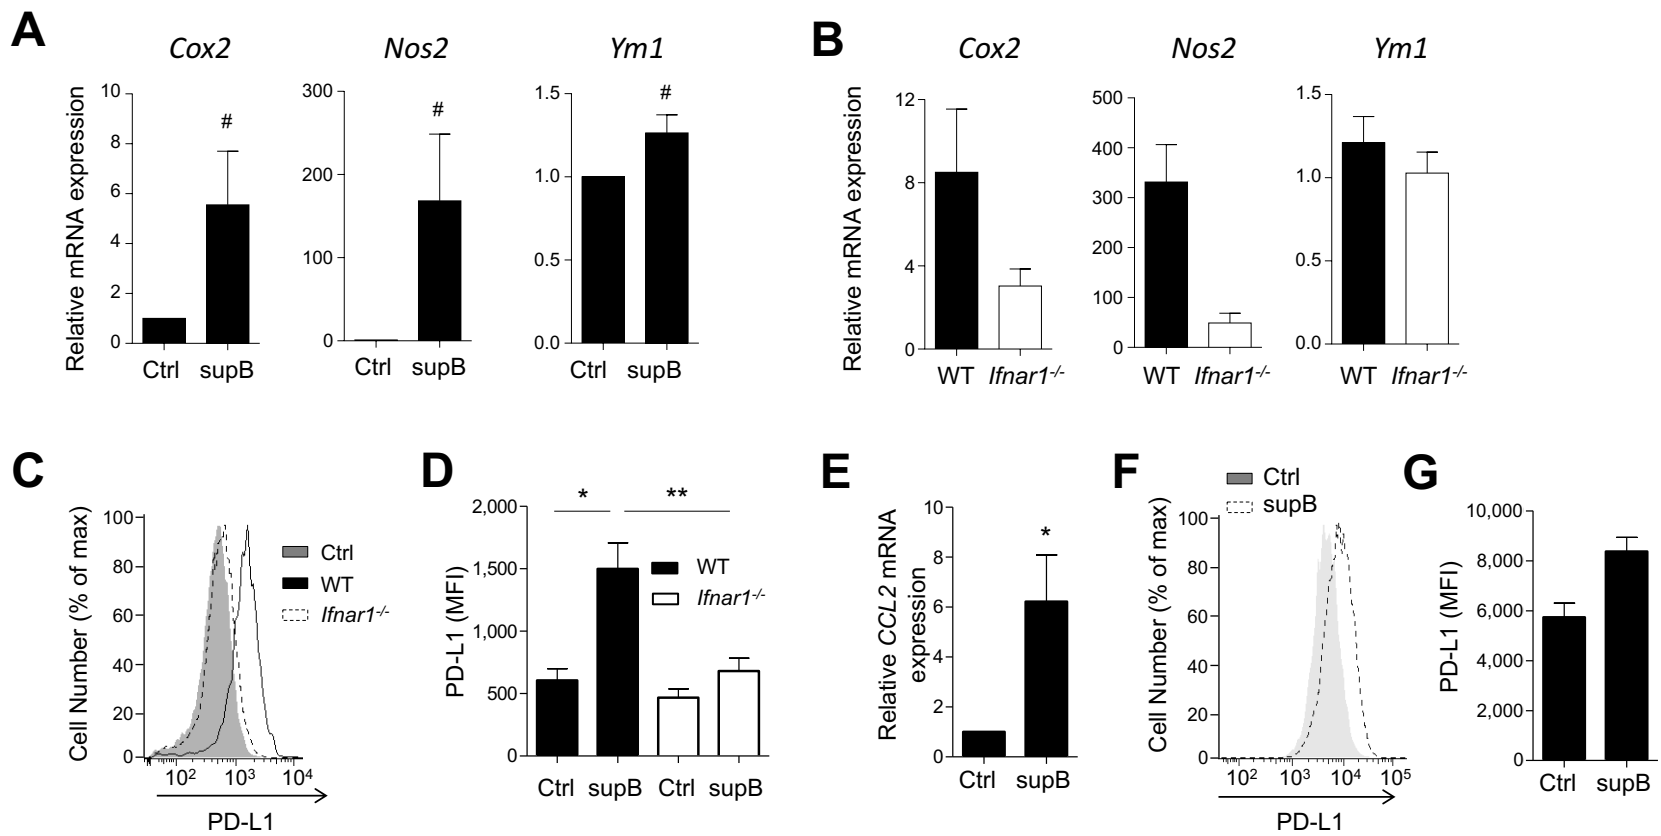 A
Cox2
Nos2
Ym1
Relative mRNA expression
10
8
6
4
2
0
Ctrl
supB
#
300
200
100
0
Ctrl
supB
#
1.5
1.0
0.5
0.0
Ctrl
supB
#
B
Cox2
Nos2
Ym1
Relative mRNA expression
12
8
4
0
WT
Ifnar1-/-
500
400
300
200
100
0
WT
Ifnar1-/-
1.5
1.0
0.5
0.0
WT
Ifnar1-/-
C
Cell Number (% of max)
100
80
60
40
20
0
10²
10³
10⁴
PD-L1
Ctrl
WT
Ifnar1-/-
D
PD-L1 (MFI)
2,000
1,500
1,000
500
0
*
**
WT
Ifnar1-/-
Ctrl
supB
Ctrl
supB
E
Relative CCL2 mRNA
expression
10
8
6
4
2
0
*
Ctrl
supB
F
Ctrl
supB
Cell Number (% of max)
100
80
60
40
20
0
10²
10³
10⁴
10⁵
PD-L1
G
PD-L1 (MFI)
10,000
8,000
6,000
4,000
2,000
0
Ctrl
supB